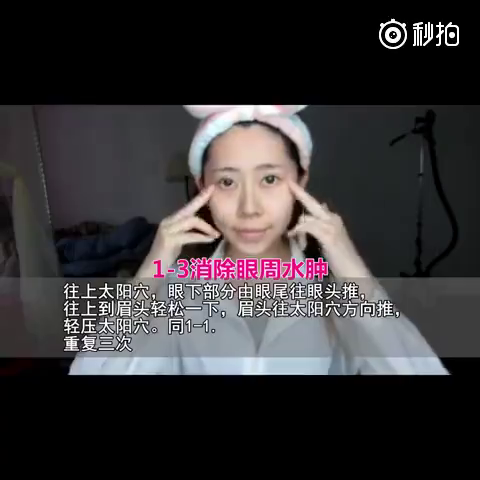 秒拍
1-3消除眼周水肿
往上太阳穴，眼下部分由眼尾往眼头推，
往上到眉头轻松一下，眉头往太阳穴方向推，
轻压太阳穴。同1-1.
重复三次